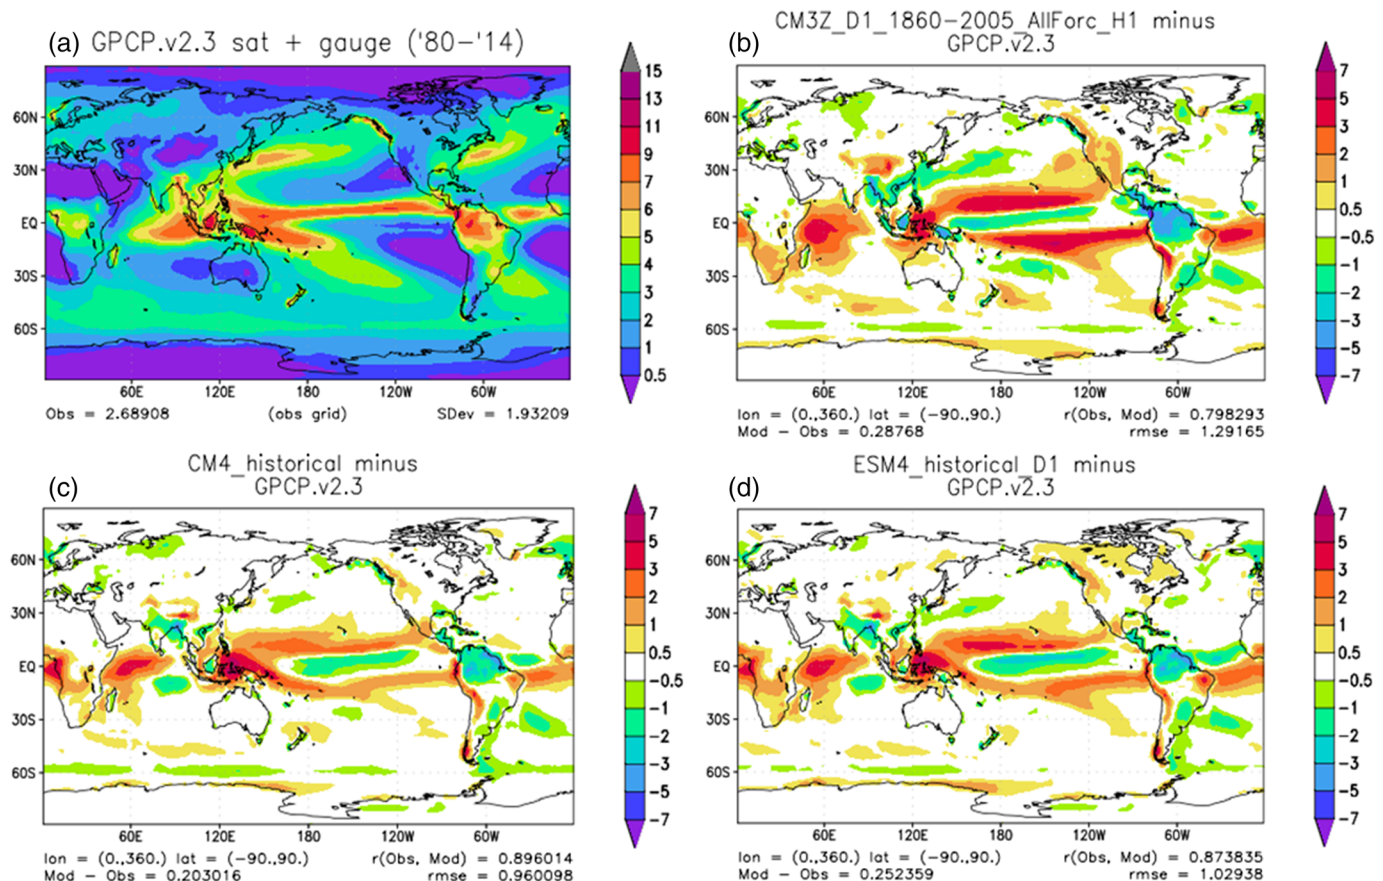 (a) GPCP.v2.3 sat + gauge ('80-'14)
15
13
11
9
7
6
5
4
3
2
1
0.5
60N
30N
EQ
30S
60S
60E 120E 180 120W 60W
Obs = 2.68908 (obs grid) SDev = 1.93209
(b) CM3Z_D1_1860-2005_AllForc_H1 minus
GPCP.v2.3
7
5
3
2
1
0.5
-0.5
-1
-2
-3
-5
-7
60N
30N
EQ
30S
60S
60E 120E 180 120W 60W
lon = (0.,360.) lat = (-90.,90.) r(Obs, Mod) = 0.798293
Mod - Obs = 0.28768 rmse = 1.29165
(c) CM4_historical minus
GPCP.v2.3
7
5
3
2
1
0.5
-0.5
-1
-2
-3
-5
-7
60N
30N
EQ
30S
60S
60E 120E 180 120W 60W
lon = (0.,360.) lat = (-90.,90.) r(Obs, Mod) = 0.896014
Mod - Obs = 0.203016 rmse = 0.960098
(d) ESM4_historical_D1 minus
GPCP.v2.3
7
5
3
2
1
0.5
-0.5
-1
-2
-3
-5
-7
60N
30N
EQ
30S
60S
60E 120E 180 120W 60W
lon = (0.,360.) lat = (-90.,90.) r(Obs, Mod) = 0.873835
Mod - Obs = 0.252359 rmse = 1.02938